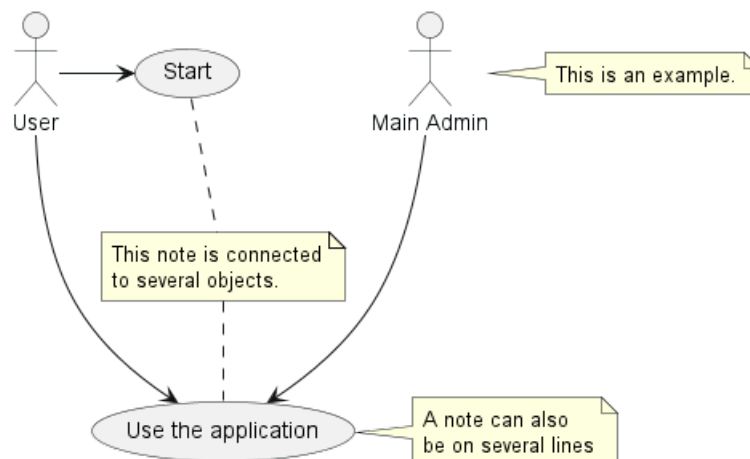 Start
This is an example.
User
Main Admin
This note is connected
to several objects.
Use the application
A note can also
be on several lines